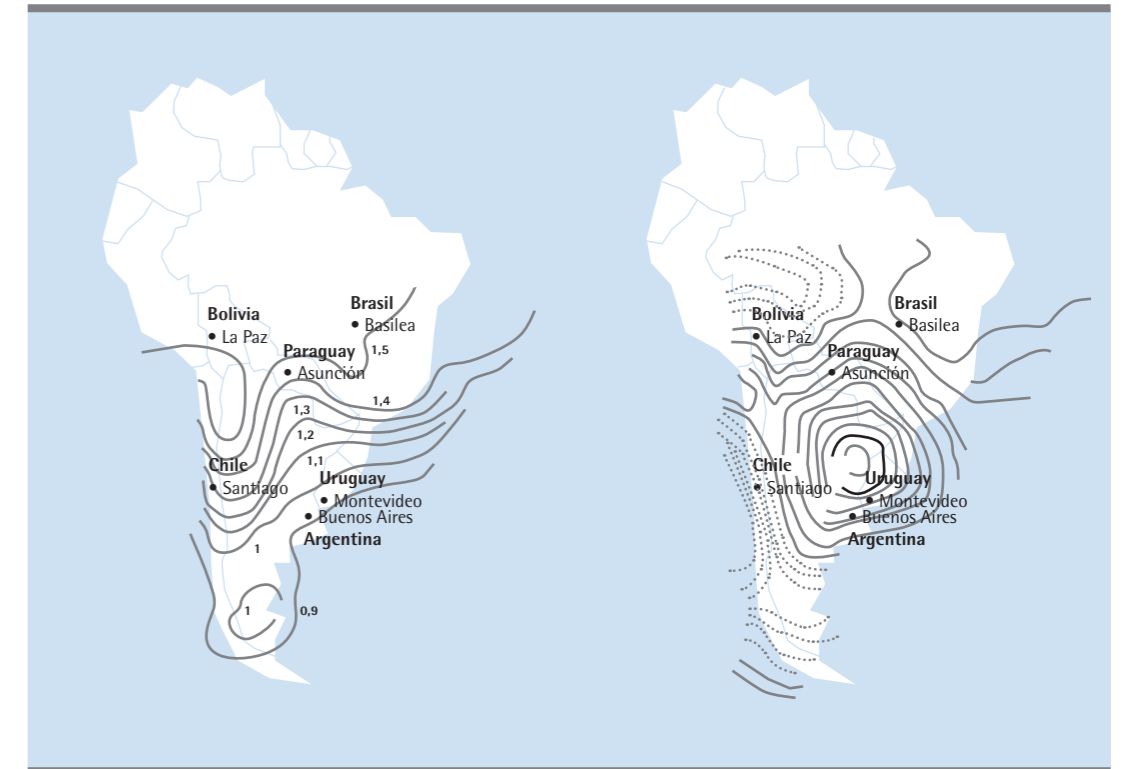 Brasil
Bolivia
Basilea
La Paz
1,5
Paraguay
Asunción
1,4
1,3
1,2
1,1
Chile
Uruguay
Santiago
Montevideo
Buenos Aires
Argentina
1
1
0,9
Brasil
Bolivia
Basilea
La Paz
Paraguay
Asunción
Chile
Uruguay
Santiago
Montevideo
Buenos Aires
Argentina